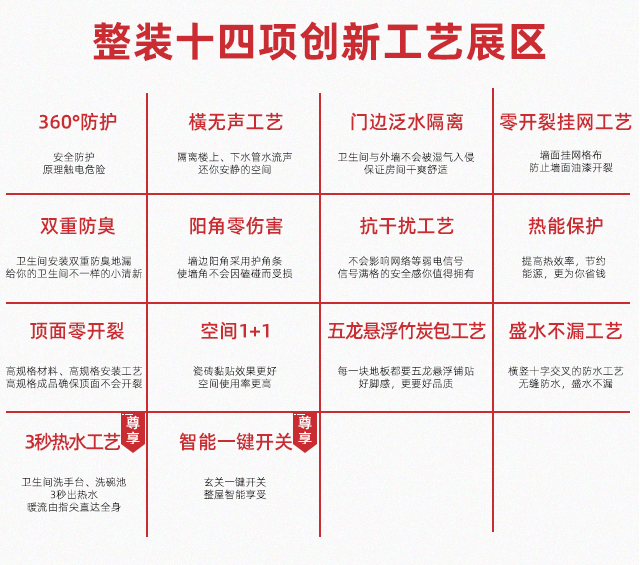 整装十四项创新工艺展区
360°防护
安全防护
原理触电危险
横无声工艺
隔离楼上、下水管水流声
还你安静的空间
门边泛水隔离
卫生间与外墙不会被湿气入侵
保证房间干爽舒适
零开裂挂网工艺
墙面挂网格布
防止墙面油漆开裂
双重防臭
卫生间安装双重防臭地漏
给你的卫生间不一样的小清新
阳角零伤害
墙边阳角采用护角条
使墙角不会因磕碰而受损
抗干扰工艺
不会影响网络等弱电信号
信号满格的安全感你值得拥有
热能保护
提高热效率，节约
能源，更为你省钱
顶面零开裂
高规格材料、高规格安装工艺
高规格成品确保顶面不会开裂
空间1+1
瓷砖黏贴效果更好
空间使用率更高
五龙悬浮竹炭包工艺
每一块地板都要五龙悬浮铺贴
好脚感，更要好品质
盛水不漏工艺
横竖十字交叉的防水工艺
无缝防水，盛水不漏
3秒热水工艺
尊享
卫生间洗手台、洗碗池
3秒出热水
暖流由指尖直达全身
智能一键开关
尊享
玄关一键开关
整屋智能享受